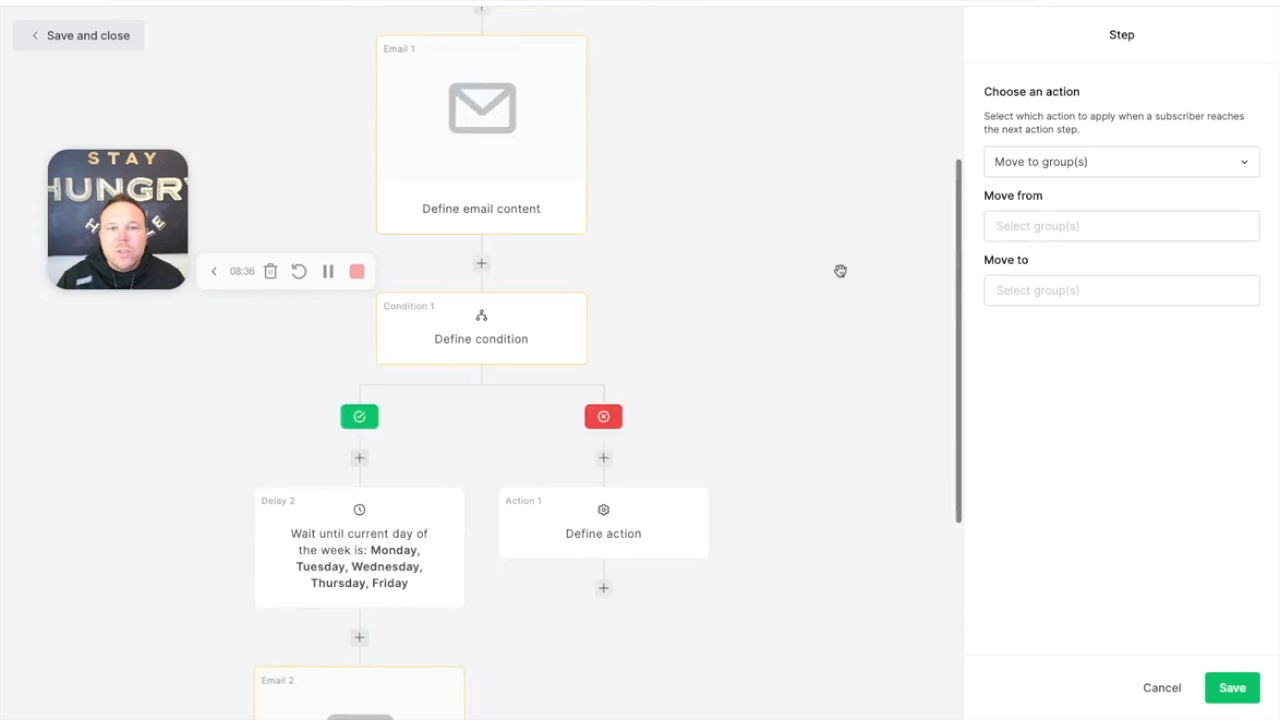 Save and close
Email 1
Define email content
STAY
HUNGRY
08:36
Condition 1
Define condition
Delay 2
Wait until current day of
the week is: Monday,
Tuesday, Wednesday,
Thursday, Friday
Action 1
Define action
Email 2
Step
Choose an action
Select which action to apply when a subscriber reaches
the next action step.
Move to group(s)
Move from
Select group(s)
Move to
Select group(s)
Cancel
Save